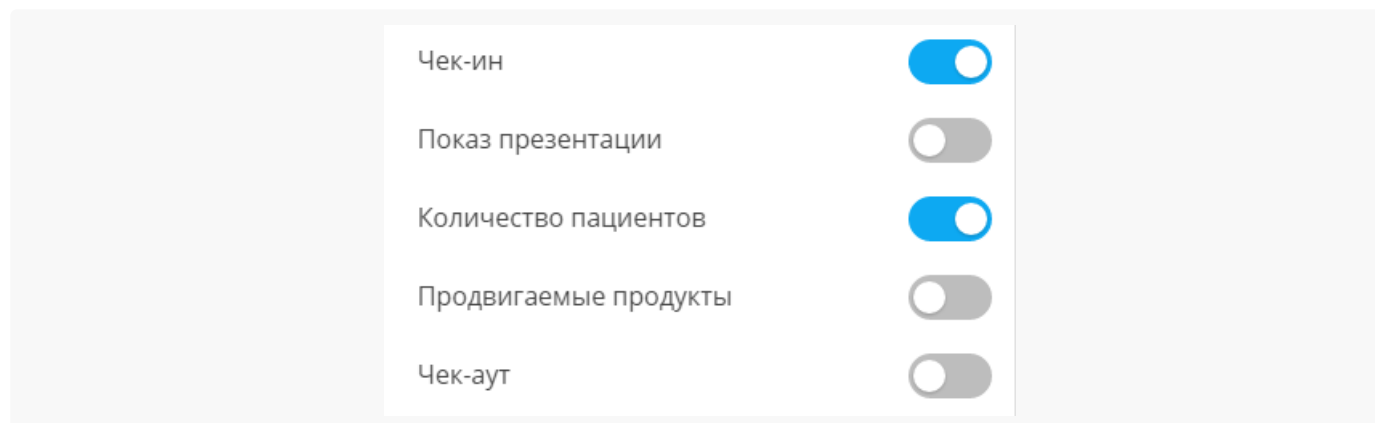 Чек-ин
Показ презентации
Количество пациентов
Продвигаемые продукты
Чек-аут